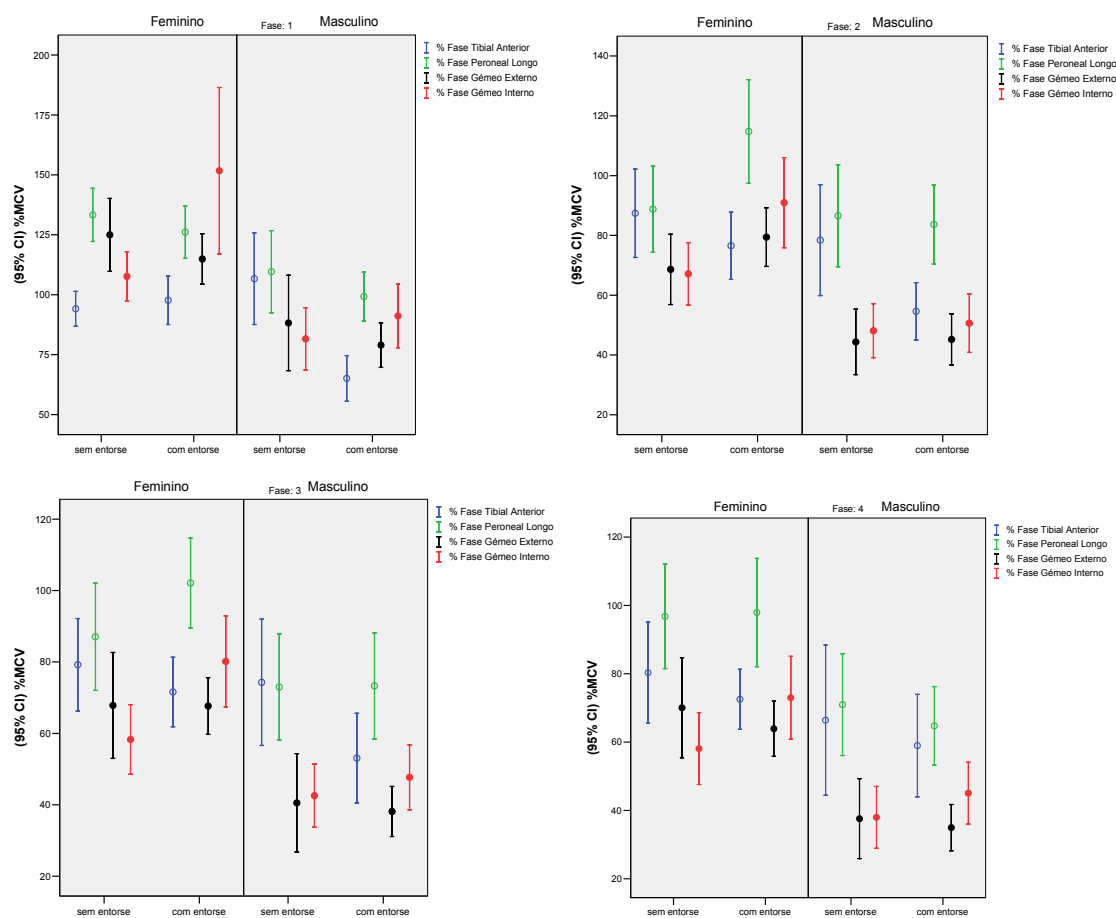 Feminino
Fase: 1
Masculino
% Fase Tibial Anterior
% Fase Peroneal Longo
% Fase Gémeo Externo
% Fase Gémeo Interno
(95% CI) %MCV
200
175
150
125
100
75
50
sem entorse
com entorse
sem entorse
com entorse
Feminino
Fase: 2
Masculino
% Fase Tibial Anterior
% Fase Peroneal Longo
% Fase Gémeo Externo
% Fase Gémeo Interno
(95% CI) %MCV
140
120
100
80
60
40
20
sem entorse
com entorse
sem entorse
com entorse
Feminino
Fase: 3
Masculino
% Fase Tibial Anterior
% Fase Peroneal Longo
% Fase Gémeo Externo
% Fase Gémeo Interno
(95% CI) %MCV
120
100
80
60
40
20
sem entorse
com entorse
sem entorse
com entorse
Feminino
Fase: 4
Masculino
% Fase Tibial Anterior
% Fase Peroneal Longo
% Fase Gémeo Externo
% Fase Gémeo Interno
(95% CI) %MCV
120
100
80
60
40
20
sem entorse
com entorse
sem entorse
com entorse